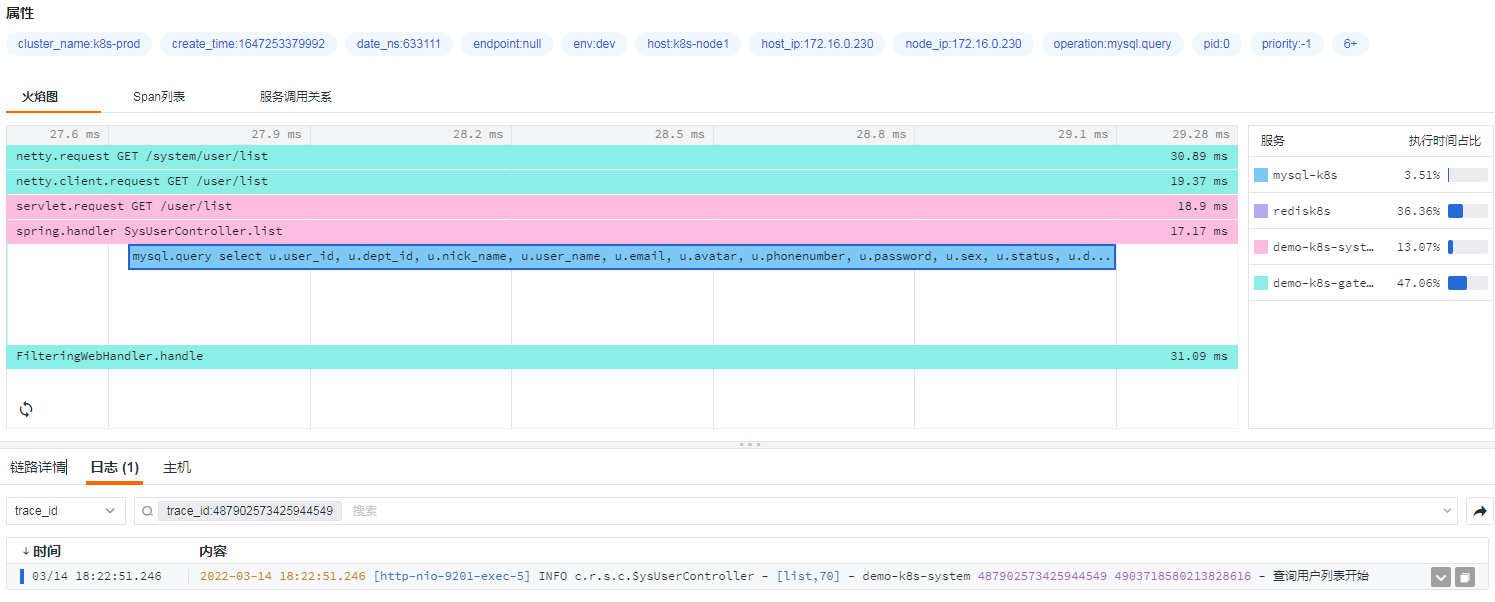 属性
cluster_name:k8s-prod create_time:1647253379992 date_ns:633111 endpoint:null env:dev host:k8s-node1 host_ip:172.16.0.230 node_ip:172.16.0.230 operation:mysql.query pid:0 priority:-1 6+
火焰图 Span列表 服务调用关系
27.6 ms 27.9 ms 28.2 ms 28.5 ms 28.8 ms 29.1 ms 29.28 ms
netty.request GET /system/user/list 30.89 ms
netty.client.request GET /user/list 19.37 ms
servlet.request GET /user/list 18.9 ms
spring.handler SysUserController.list 17.17 ms
mysql.query select u.user_id, u.dept_id, u.nick_name, u.user_name, u.email, u.avatar, u.phonenumber, u.password, u.sex, u.status, u.d...
FilteringWebHandler.handle 31.09 ms
服务 执行时间占比
mysql-k8s 3.51%
redisk8s 36.36%
demo-k8s-syst… 13.07%
demo-k8s-gate… 47.06%
链路详情 日志 (1) 主机
trace_id trace_id:487902573425944549 搜索
↓ 时间 内容
03/14 18:22:51.246 2022-03-14 18:22:51.246 [http-nio-9201-exec-5] INFO c.r.s.c.SysUserController - [list,70] - demo-k8s-system 487902573425944549 4903718580213828616 - 查询用户列表开始